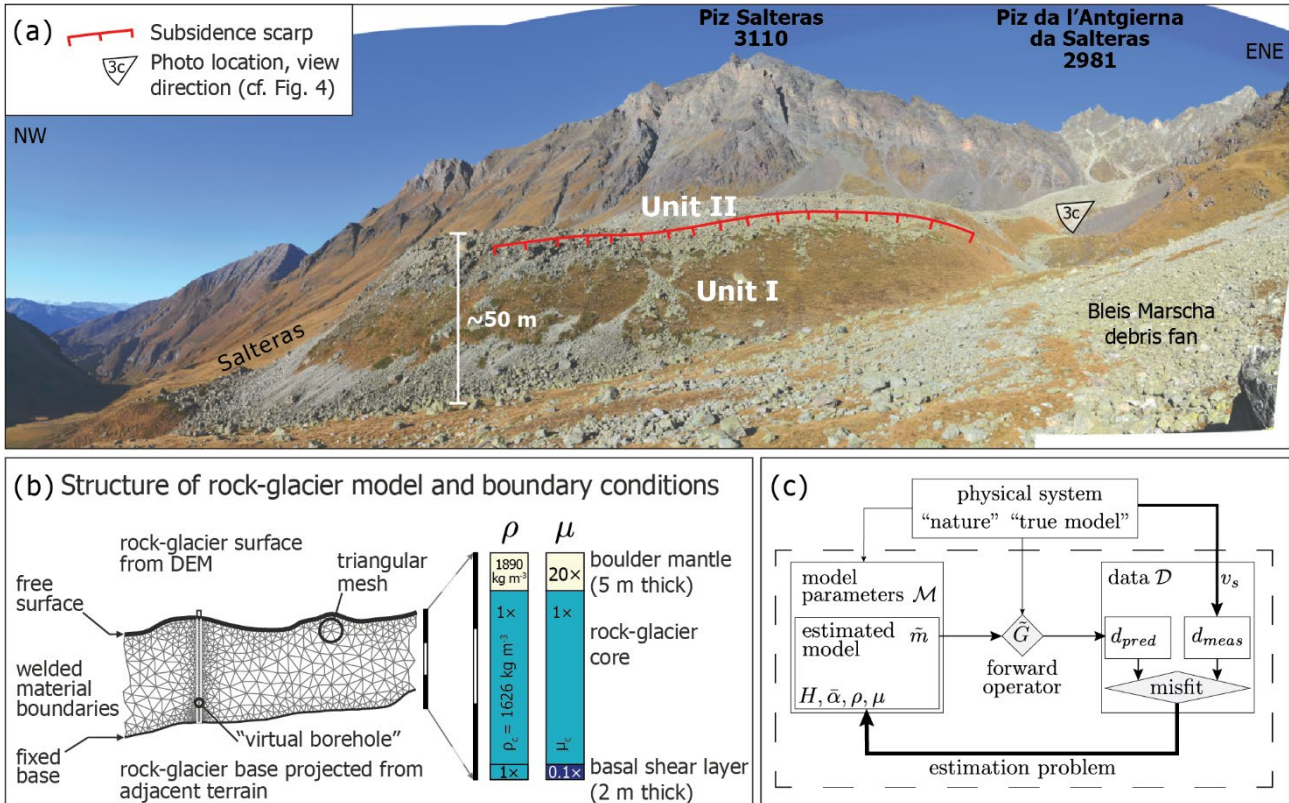 (a)
Subsidence scarp
3c
Photo location, view
direction (cf. Fig. 4)
NW
Piz Salteras
3110
Piz da l'Antgierna
da Salteras
2981
ENE
3c
Unit II
Unit I
~50 m
Salteras
Bleis Marscha
debris fan
(b) Structure of rock-glacier model and boundary conditions
rock-glacier surface
from DEM
triangular
mesh
free
surface
welded
material
boundaries
fixed
base
"virtual borehole"
rock-glacier base projected from
adjacent terrain
ρ
μ
1890
kg m⁻³
20×
boulder mantle
(5 m thick)
1×
1×
rock-glacier
core
ρc = 1626 kg m⁻³
μc
1×
0.1×
basal shear layer
(2 m thick)
(c)
physical system
“nature” “true model”
model
parameters ℳ
data 𝒟
vs
estimated
model
m̃
G̃
dpred
dmeas
forward
operator
misfit
H, ᾱ, ρ, μ
estimation problem